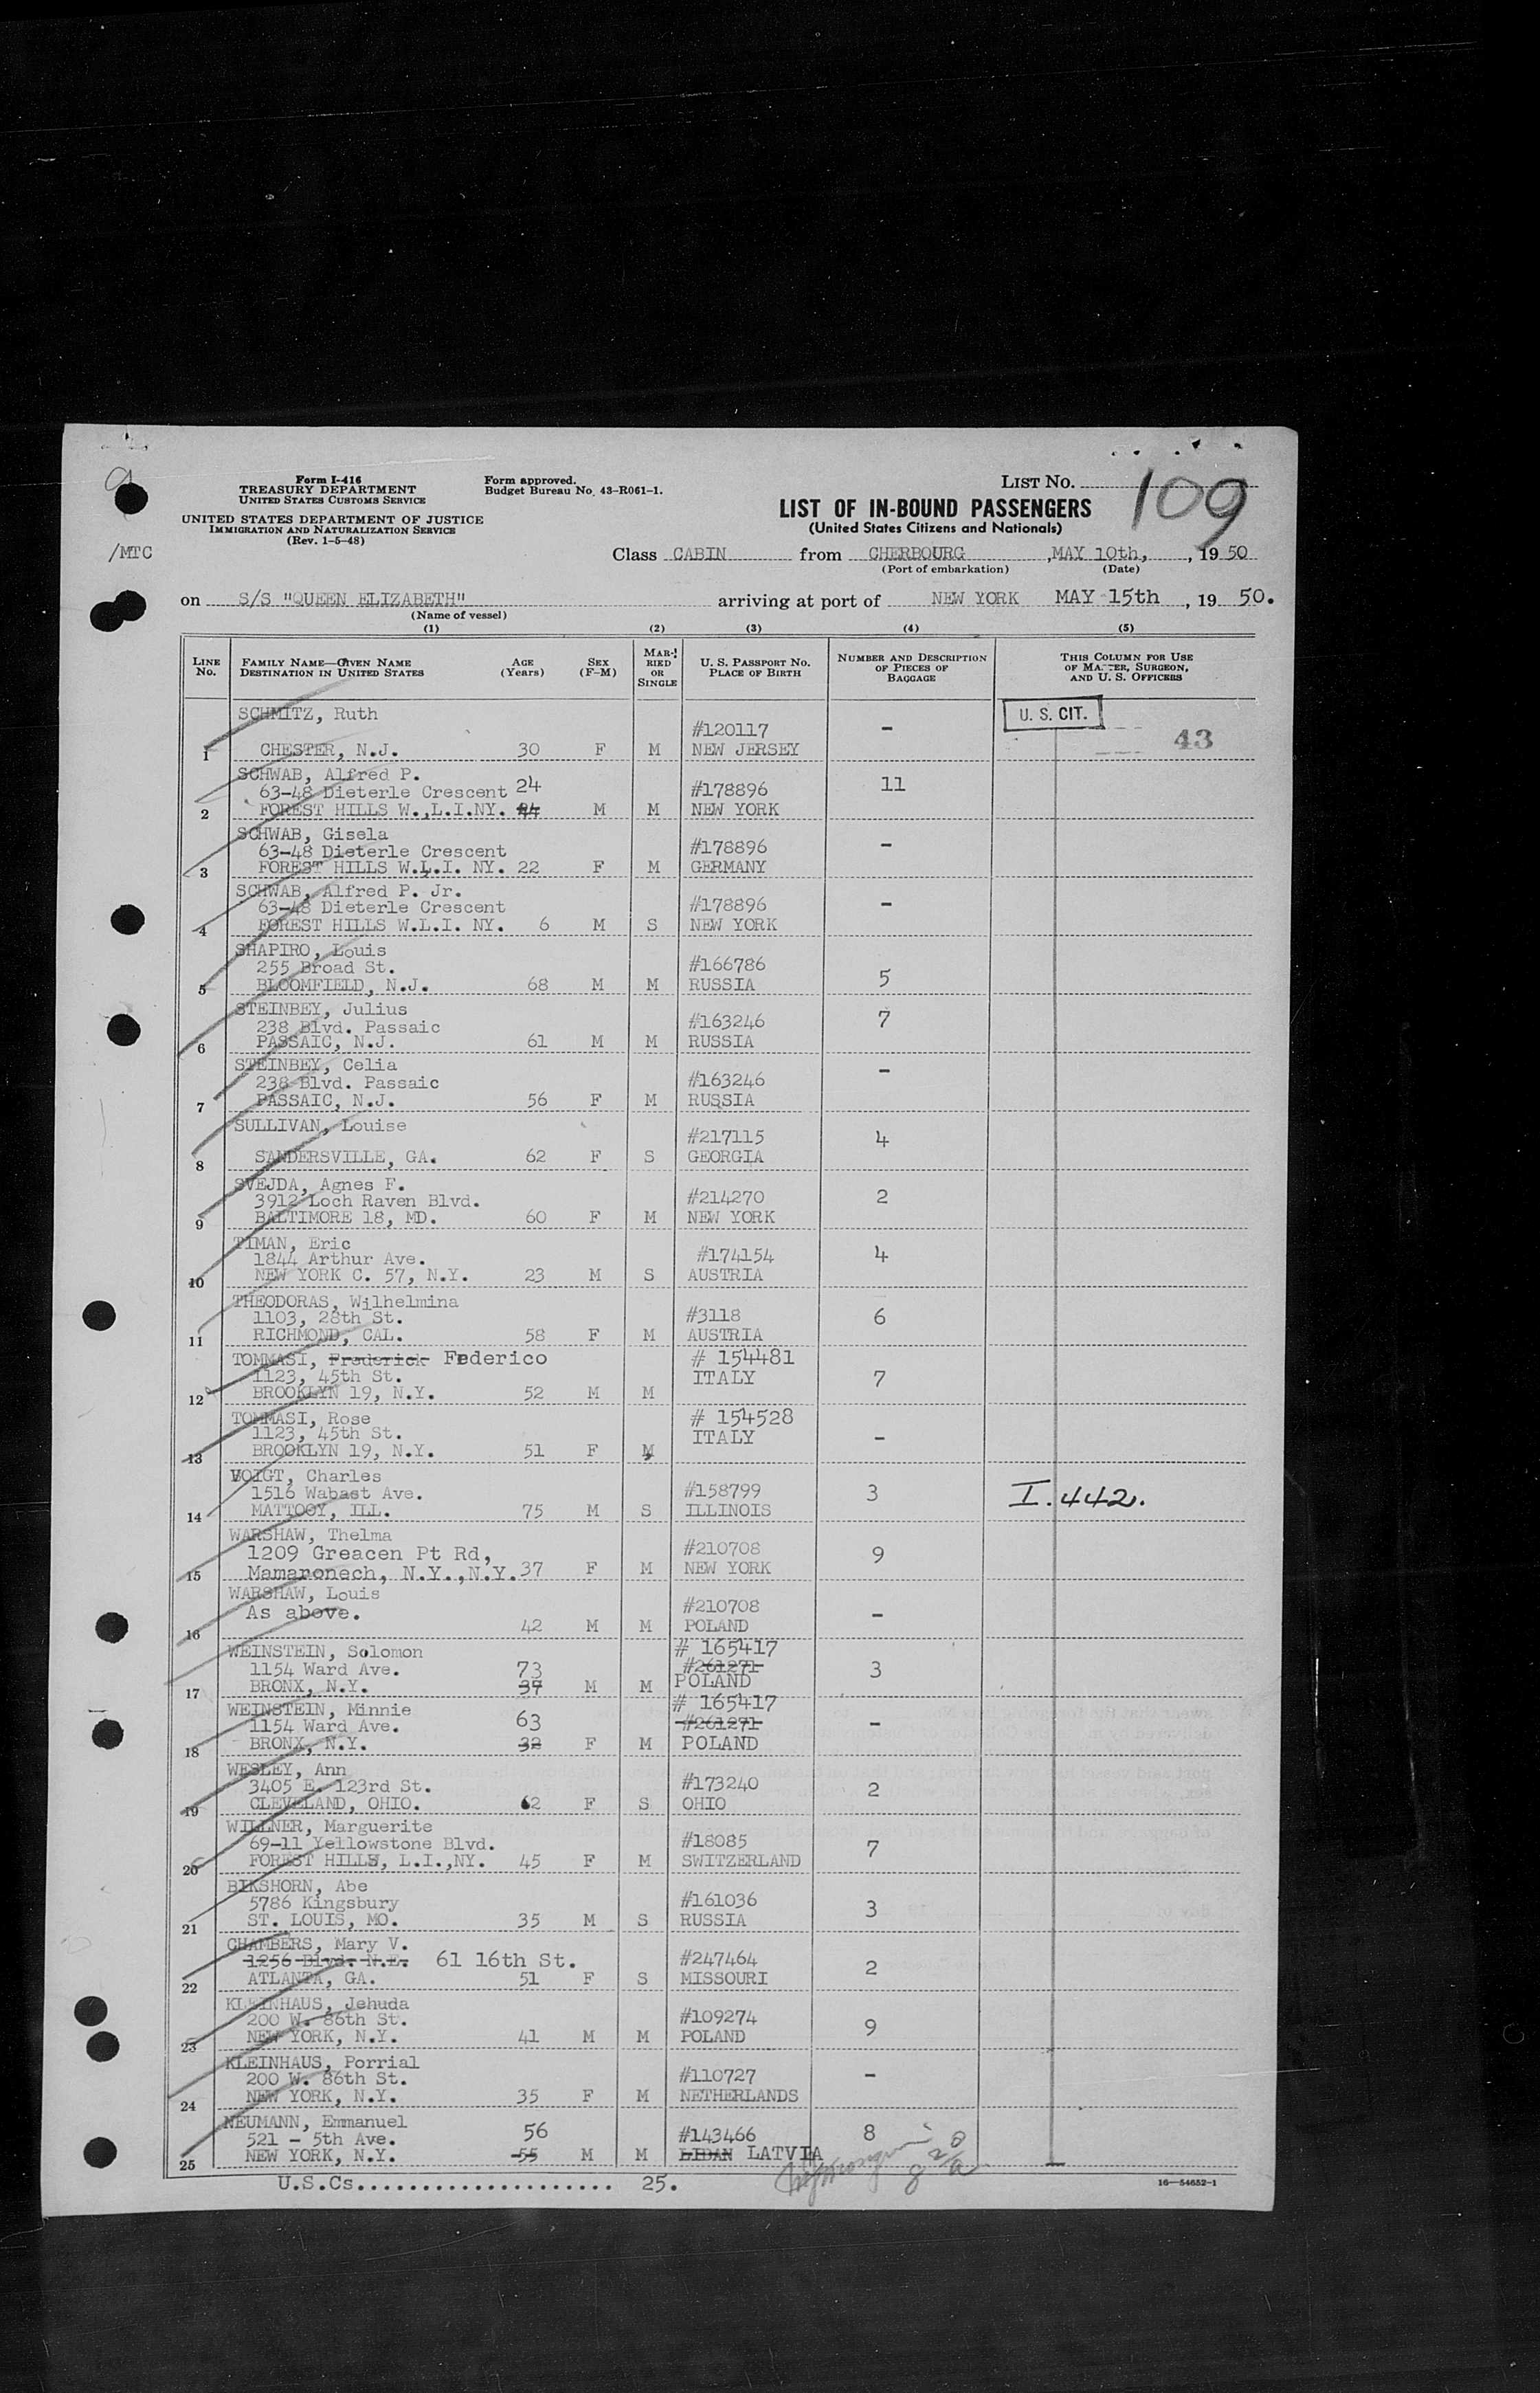 Form I-416
TREASURY DEPARTMENT
UNITED STATES CUSTOMS SERVICE
UNITED STATES DEPARTMENT OF JUSTICE
IMMIGRATION AND NATURALIZATION SERVICE
(Rev. 1-5-48)
Form approved.
Budget Bureau No. 43-R061-1.
LIST No. 109
LIST OF IN-BOUND PASSENGERS
(United States Citizens and Nationals)
/MTC
Class CABIN from CHERBOURG, MAY 10th, , 1950
(Port of embarkation) (Date)
on S/S "QUEEN ELIZABETH" arriving at port of NEW YORK MAY 15th , 19 50.
(Name of vessel)
(1) (2) (3) (4) (5)
LINE No. FAMILY NAME—GIVEN NAME DESTINATION IN UNITED STATES AGE (Years) SEX (F-M) MARRIED OR SINGLE U. S. PASSPORT No. PLACE OF BIRTH NUMBER AND DESCRIPTION OF PIECES OF BAGGAGE THIS COLUMN FOR USE OF MASTER, SURGEON, AND U. S. OFFICERS
SCHMITZ, Ruth #120117 - U. S. CIT.
1 CHESTER, N.J. 30 F M NEW JERSEY 43
SCHWAB, Alfred P.
63-48 Dieterle Crescent 24 #178896 11
2 FOREST HILLS W.,L.I.NY. 24 M M NEW YORK
SCHWAB, Gisela
63-48 Dieterle Crescent #178896 -
3 FOREST HILLS W.L.I. NY. 22 F M GERMANY
SCHWAB, Alfred P. Jr.
63-48 Dieterle Crescent #178896 -
4 FOREST HILLS W.L.I. NY. 6 M S NEW YORK
SHAPIRO, Louis
255 Broad St. #166786 5
5 BLOOMFIELD, N.J. 68 M M RUSSIA
STEINBEY, Julius
238 Blvd. Passaic #163246 7
6 PASSAIC, N.J. 61 M M RUSSIA
STEINBEY, Celia
238 Blvd. Passaic #163246 -
7 PASSAIC, N.J. 56 F M RUSSIA
SULLIVAN, Louise #217115 4
8 SANDERSVILLE, GA. 62 F S GEORGIA
SVEJDA, Agnes F.
3912 Loch Raven Blvd. #214270 2
9 BALTIMORE 18, MD. 60 F M NEW YORK
TIMAN, Eric
1844 Arthur Ave. #174154 4
10 NEW YORK C. 57, N.Y. 23 M S AUSTRIA
THEODORAS, Wilhelmina
1103, 28th St. #3118 6
11 RICHMOND, CAL. 58 F M AUSTRIA
TOMMASI, Frederick Federico # 154481
1123, 45th St. ITALY 7
12 BROOKLYN 19, N.Y. 52 M M
TOMMASI, Rose # 154528
1123, 45th St. ITALY -
13 BROOKLYN 19, N.Y. 51 F M
VOIGT, Charles
1516 Wabast Ave. #158799 3 I.442.
14 MATTOOY, ILL. 75 M S ILLINOIS
WARSHAW, Thelma
1209 Greacen Pt Rd, #210708 9
15 Mamaronech, N.Y.,N.Y. 37 F M NEW YORK
WARSHAW, Louis
As above. #210708 -
16 42 M M POLAND
WEINSTEIN, Solomon # 165417
1154 Ward Ave. 73 #261271 3
17 BRONX, N.Y. 37 M M POLAND
WEINSTEIN, Minnie # 165417
1154 Ward Ave. 63 #261271 -
18 BRONX, N.Y. 32 F M POLAND
WESLEY, Ann
3405 E. 123rd St. #173240 2
19 CLEVELAND, OHIO. 62 F S OHIO
WILLNER, Marguerite
69-11 Yellowstone Blvd. #18085 7
20 FOREST HILLS, L.I.,NY. 45 F M SWITZERLAND
BIKSHORN, Abe
5786 Kingsbury #161036 3
21 ST. LOUIS, MO. 35 M S RUSSIA
CHAMBERS, Mary V.
1256 Blvd. N.E. 61 16th St. #247464 2
22 ATLANTA, GA. 51 F S MISSOURI
KLEINHAUS, Jehuda
200 W. 86th St. #109274 9
23 NEW YORK, N.Y. 41 M M POLAND
KLEINHAUS, Porrial
200 W. 86th St. #110727 -
24 NEW YORK, N.Y. 35 F M NETHERLANDS
NEUMANN, Emmanuel
521 - 5th Ave. 56 #143466 8
25 NEW YORK, N.Y. 55 M M LIDAN LATVIA
U.S.Cs..................... 25.
16—54652-1